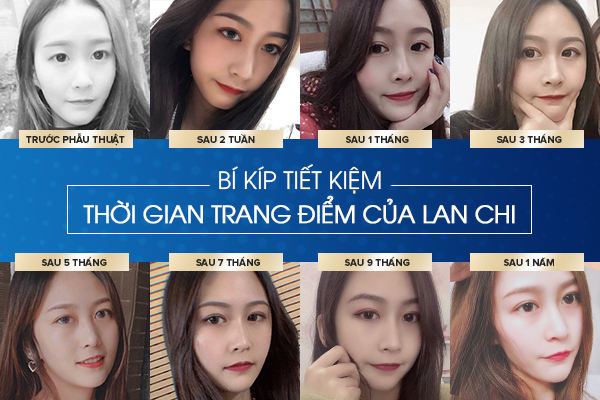 TRƯỚC PHẪU THUẬT
SAU 2 TUẦN
SAU 1 THÁNG
SAU 3 THÁNG
BÍ KÍP TIẾT KIỆM
THỜI GIAN TRANG ĐIỂM CỦA LAN CHI
SAU 5 THÁNG
SAU 7 THÁNG
SAU 9 THÁNG
SAU 1 NĂM